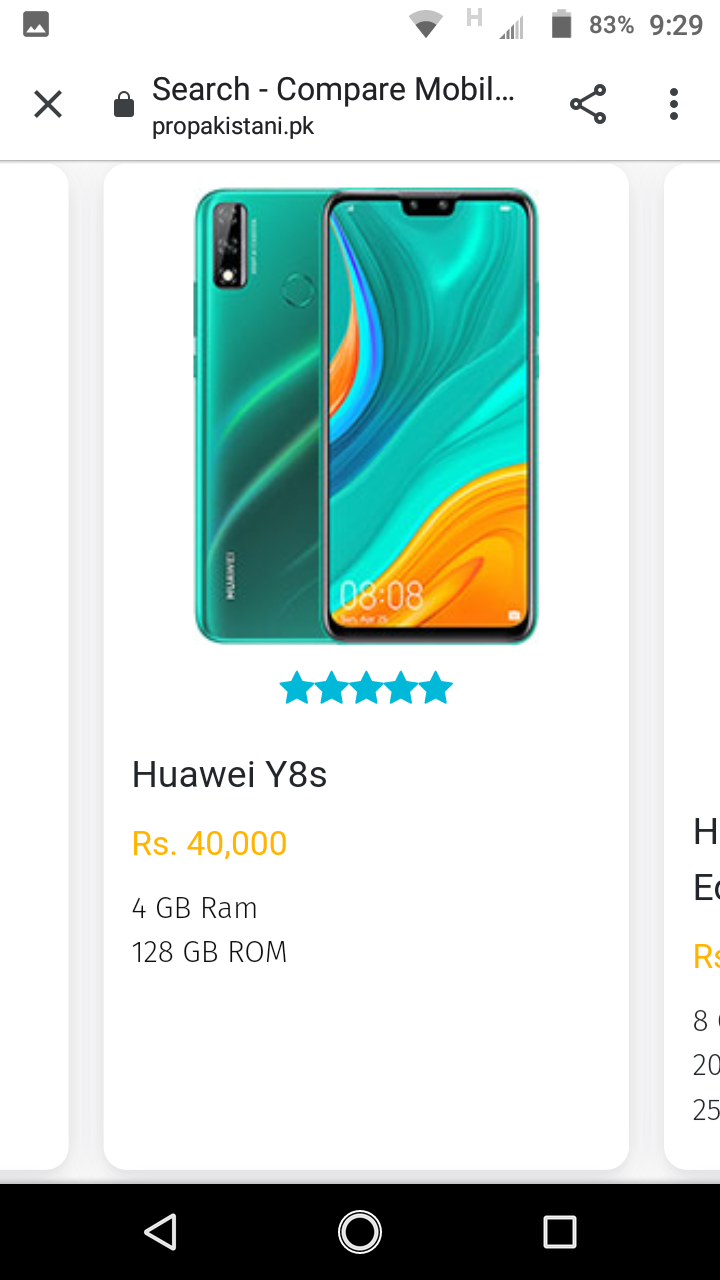 H 83% 9:29
Search - Compare Mobil...
propakistani.pk
HUAWEI
08:08
Huawei Y8s
Rs. 40,000
4 GB Ram
128 GB ROM
H
Rs
8
20
25